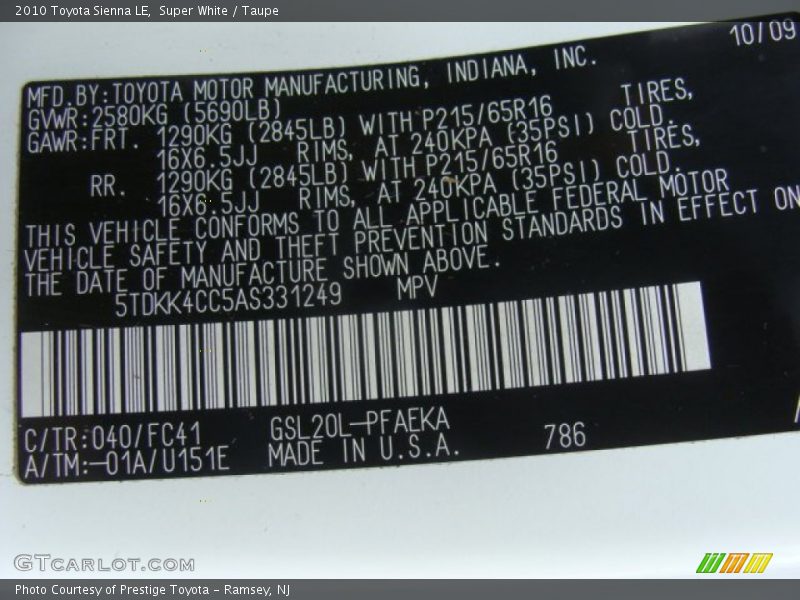 2010 Toyota Sienna LE, Super White / Taupe
10/09
MFD.BY:TOYOTA MOTOR MANUFACTURING, INDIANA, INC.
GVWR:2580KG (5690LB)
GAWR:FRT. 1290KG (2845LB) WITH P215/65R16 TIRES,
16X6.5JJ RIMS, AT 240KPA (35PSI) COLD.
RR. 1290KG (2845LB) WITH P215/65R16 TIRES,
16X6.5JJ RIMS, AT 240KPA (35PSI) COLD.
THIS VEHICLE CONFORMS TO ALL APPLICABLE FEDERAL MOTOR
VEHICLE SAFETY AND THEFT PREVENTION STANDARDS IN EFFECT ON
THE DATE OF MANUFACTURE SHOWN ABOVE.
5TDKK4CC5AS331249 MPV
C/TR:040/FC41 GSL20L-PFAEKA
A/TM:-01A/U151E MADE IN U.S.A. 786
GTCARLOT.COM
Photo Courtesy of Prestige Toyota - Ramsey, NJ